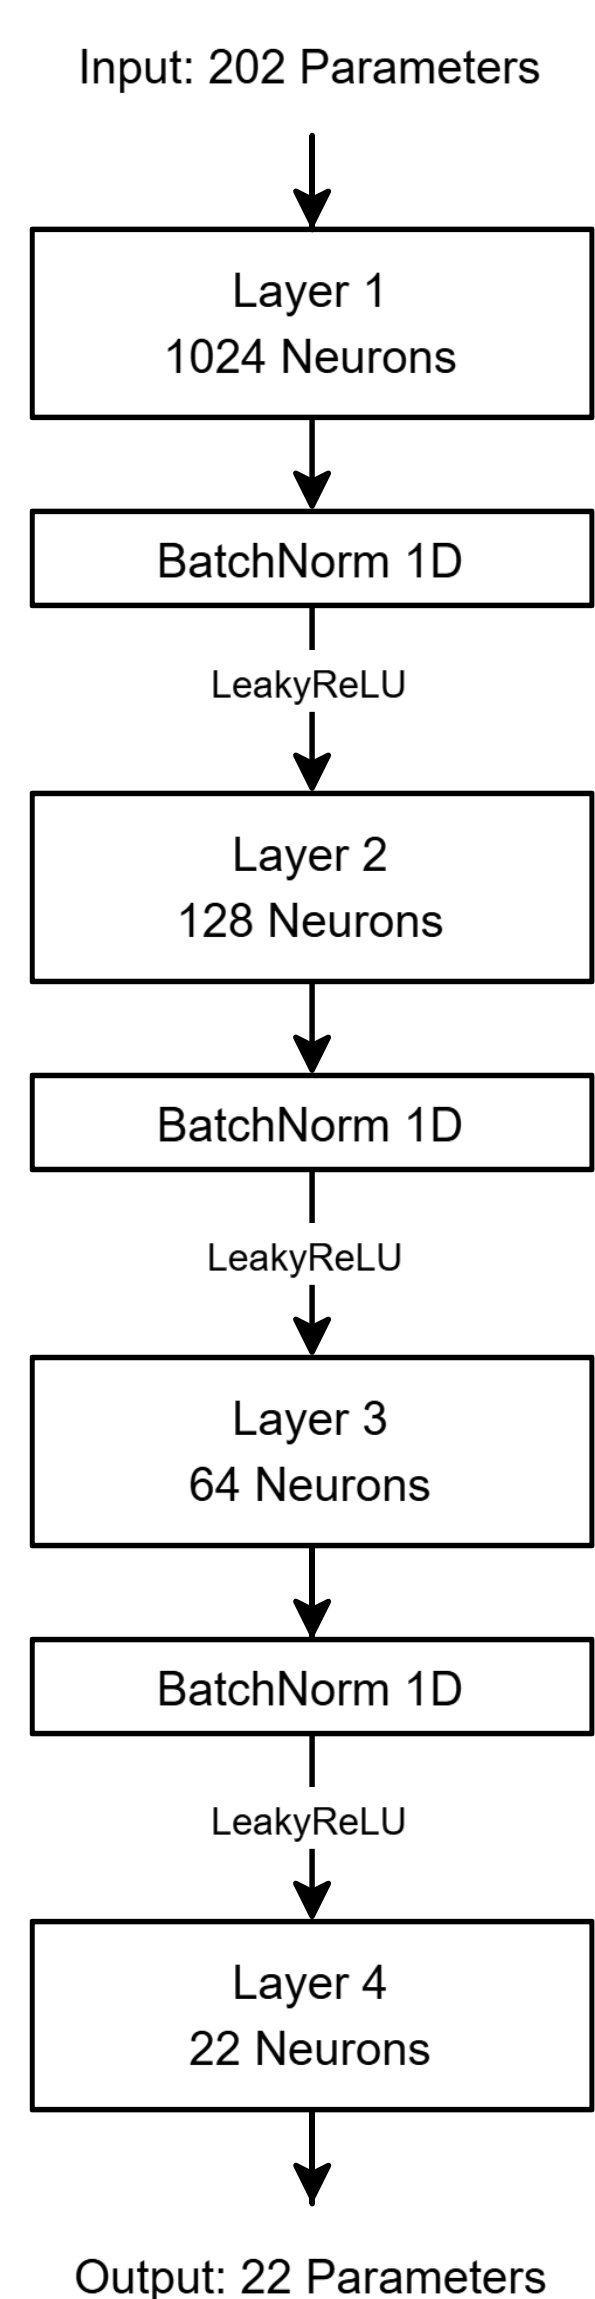 Input: 202 Parameters
Layer 1
1024 Neurons
BatchNorm 1D
LeakyReLU
Layer 2
128 Neurons
BatchNorm 1D
LeakyReLU
Layer 3
64 Neurons
BatchNorm 1D
LeakyReLU
Layer 4
22 Neurons
Output: 22 Parameters